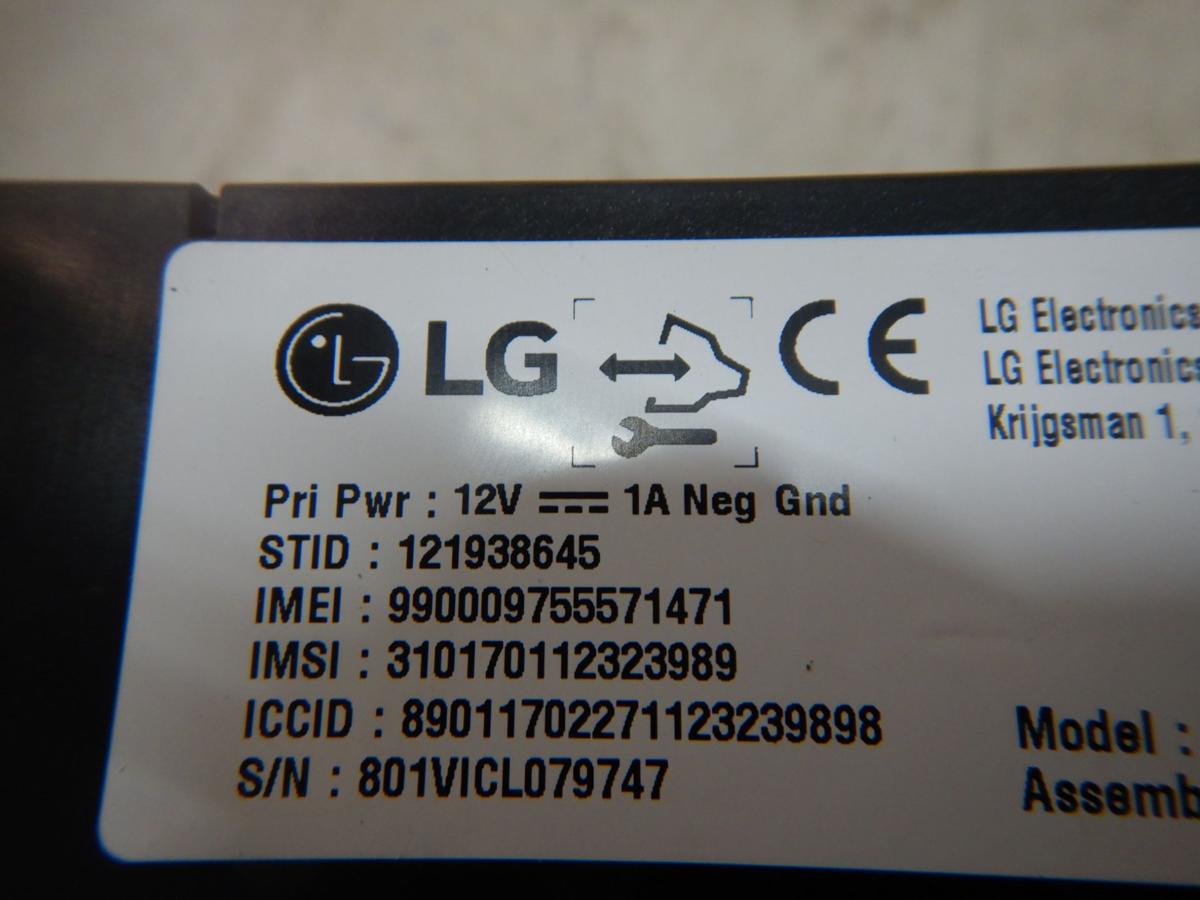 LG CE
LG Electronics
LG Electronics
Krijgsman 1,
Pri Pwr : 12V ⎓ 1A Neg Gnd
STID : 121938645
IMEI : 990009755571471
IMSI : 310170112323989
ICCID : 89011702271123239898
S/N : 801VICL079747
Model :